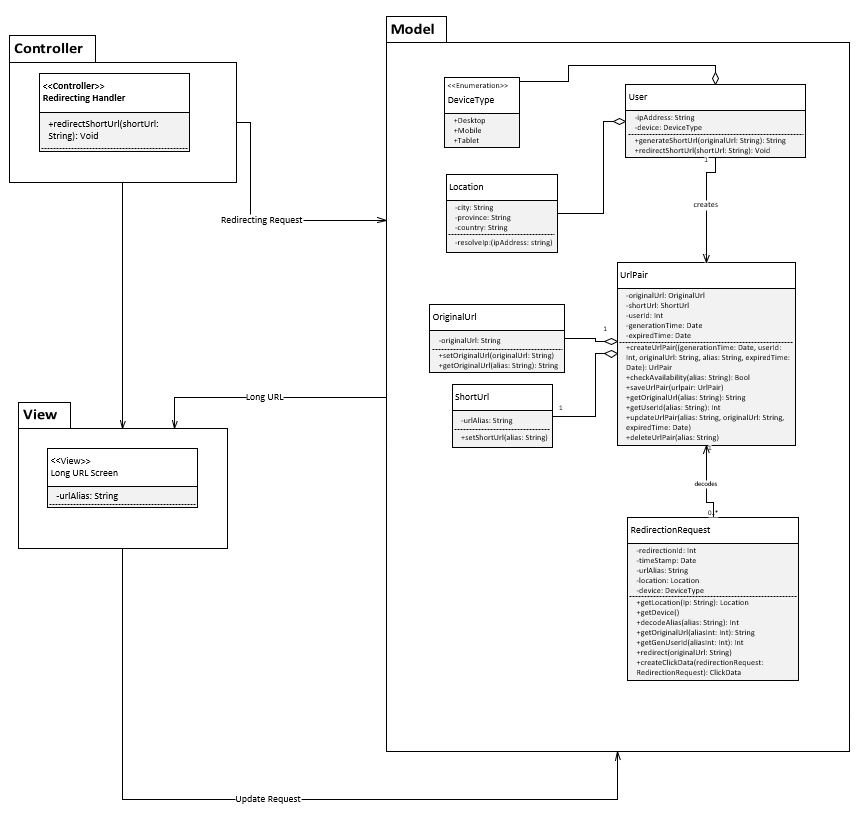 Controller
<<Controller>>
Redirecting Handler
+redirectShortUrl(shortUrl:
String): Void
Redirecting Request
View
<<View>>
Long URL Screen
-urlAlias: String
Long URL
Update Request
Model
<<Enumeration>>
DeviceType
+Desktop
+Mobile
+Tablet
User
-ipAddress: String
-device: DeviceType
+generateShortUrl(originalUrl: String): String
+redirectShortUrl(shortUrl: String): Void
1
creates
Location
-city: String
-province: String
-country: String
-resolveIp:(ipAddress: string)
UrlPair
-originalUrl: OriginalUrl
-shortUrl: ShortUrl
-userId: Int
-generationTime: Date
-expiredTime: Date
+createUrlPair((generationTime: Date, userId:
Int, originalUrl: String, alias: String, expiredTime:
Date): UrlPair
+checkAvailability(alias: String): Bool
+saveUrlPair(urlpair: UrlPair)
+getOriginalUrl(alias: String): String
+getUserId(alias: String): Int
+updateUrlPair(alias: String, originalUrl: String,
expiredTime: Date)
+deleteUrlPair(alias: String)
OriginalUrl
-originalUrl: String
+setOriginalUrl(originalUrl: String)
+getOriginalUrl(alias: String): String
1
ShortUrl
-urlAlias: String
+setShortUrl(alias: String)
1
decodes
0..*
RedirectionRequest
-redirectionId: Int
-timeStamp: Date
-urlAlias: String
-location: Location
-device: DeviceType
+getLocation(ip: String): Location
+getDevice()
+decodeAlias(alias: String): Int
+getOriginalUrl(aliasInt: Int): String
+getGenUserId(aliasInt: Int): Int
+redirect(originalUrl: String)
+createClickData(redirectionRequest:
RedirectionRequest): ClickData